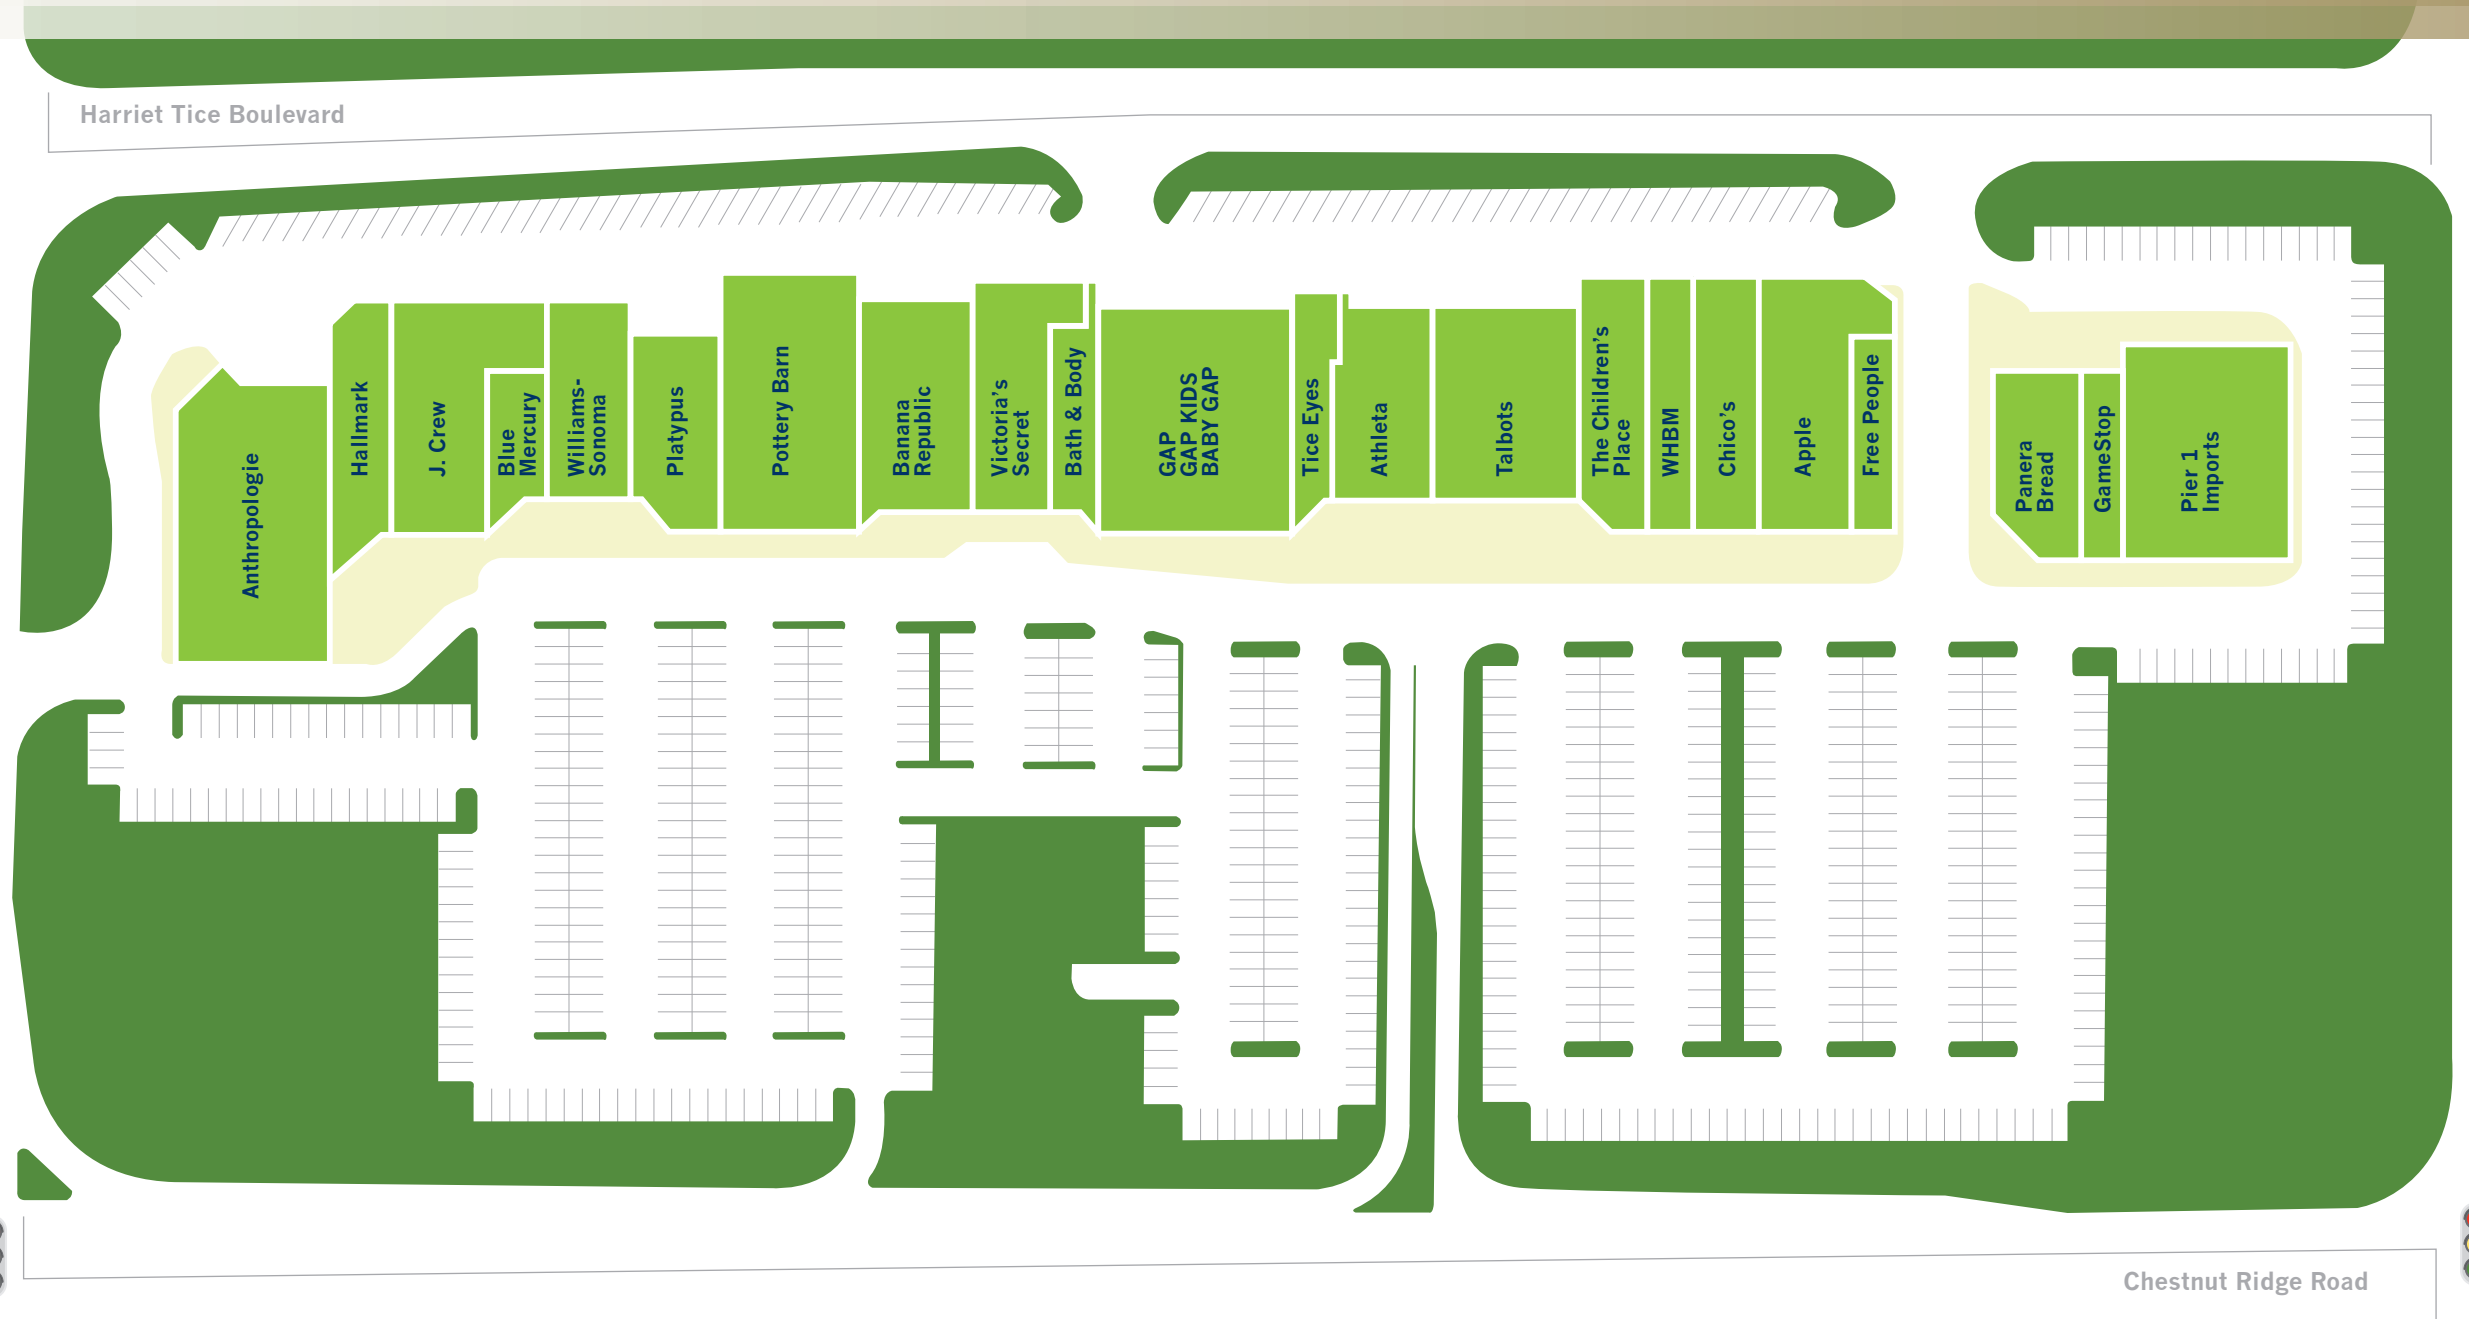 Harriet Tice Boulevard
Anthropologie
Hallmark
J. Crew
Blue
Mercury
Williams-
Sonoma
Platypus
Pottery Barn
Banana
Republic
Victoria's
Secret
Bath & Body
GAP
GAP KIDS
BABY GAP
Tice Eyes
Athleta
Talbots
The Children's
Place
WHBM
Chico's
Apple
Free People
Panera
Bread
GameStop
Pier 1
Imports
Chestnut Ridge Road